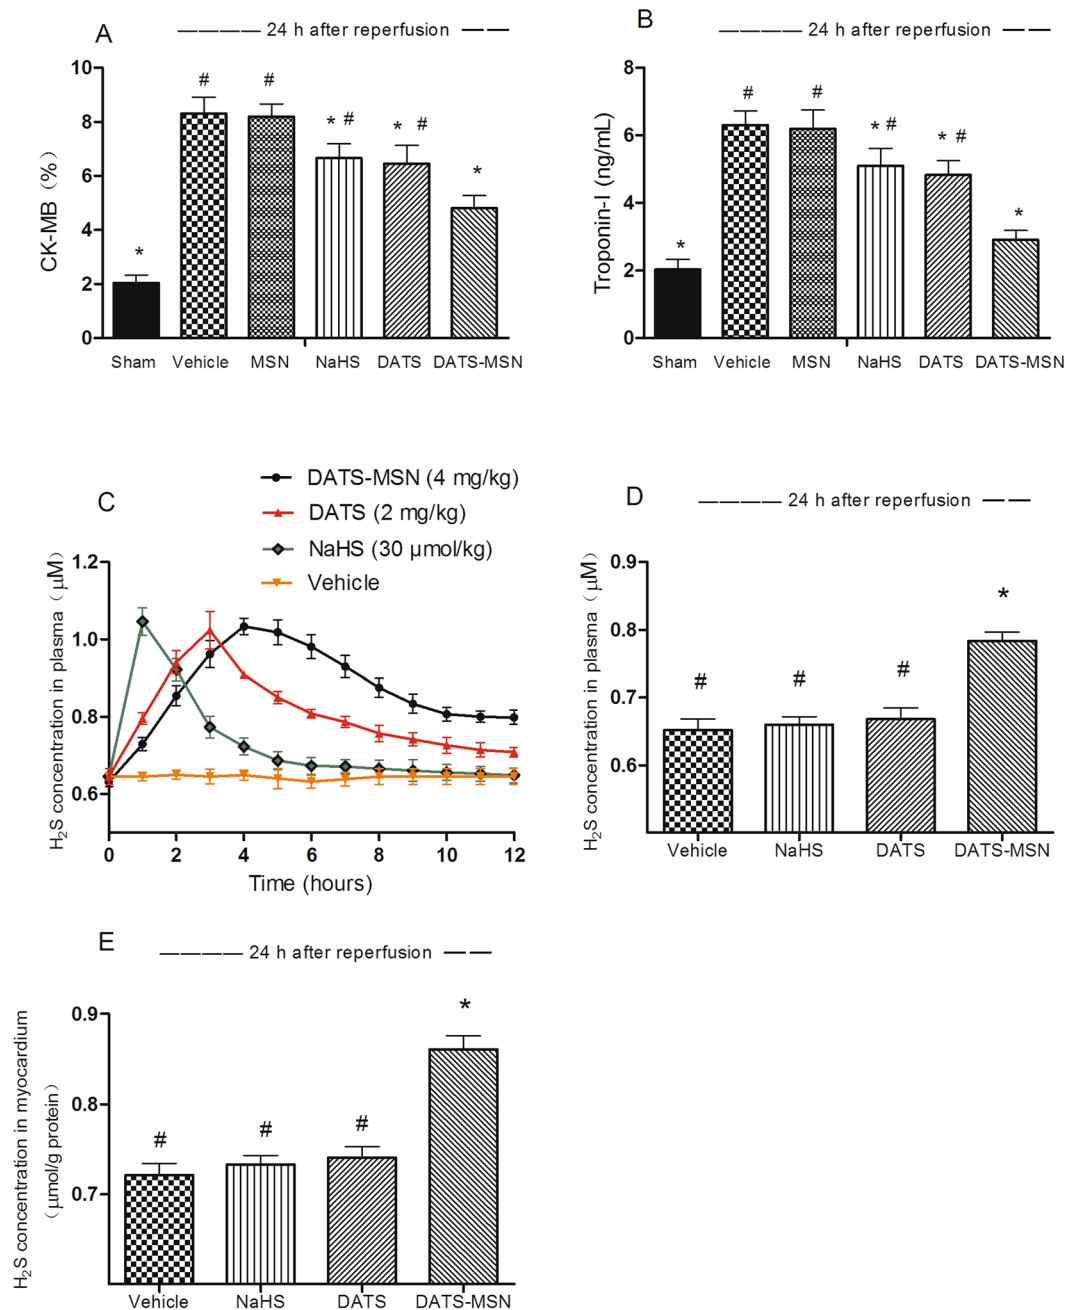 A
———— 24 h after reperfusion — —
CK-MB（%）
10
8
6
4
2
0
#
#
* #
* #
*
*
Sham Vehicle MSN NaHS DATS DATS-MSN
B
———— 24 h after reperfusion — —
Troponin-I (ng/mL)
8
6
4
2
0
#
#
* #
* #
*
*
Sham Vehicle MSN NaHS DATS DATS-MSN
C
DATS-MSN (4 mg/kg)
DATS (2 mg/kg)
NaHS (30 μmol/kg)
Vehicle
H₂S concentration in plasma（μM）
1.2
1.0
0.8
0.6
0 2 4 6 8 10 12
Time (hours)
D
———— 24 h after reperfusion — —
H₂S concentration in plasma（μM）
0.9
0.8
0.7
0.6
#
#
#
*
Vehicle NaHS DATS DATS-MSN
E
———— 24 h after reperfusion — —
H₂S concentration in myocardium
（μmol/g protein）
0.9
0.8
0.7
#
#
#
*
Vehicle NaHS DATS DATS-MSN